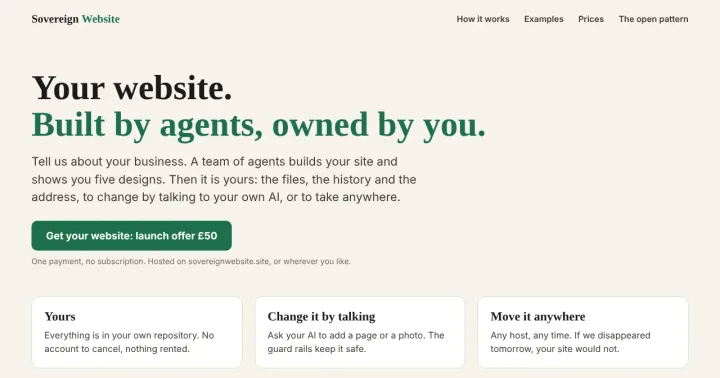 Sovereign Website
How it works Examples Prices The open pattern
Your website.
Built by agents, owned by you.
Tell us about your business. A team of agents builds your site and
shows you five designs. Then it is yours: the files, the history and the
address, to change by talking to your own AI, or to take anywhere.
Get your website: launch offer £50
One payment, no subscription. Hosted on sovereignwebsite.site, or wherever you like.
Yours
Everything is in your own repository. No
account to cancel, nothing rented.
Change it by talking
Ask your AI to add a page or a photo. The
guard rails keep it safe.
Move it anywhere
Any host, any time. If we disappeared
tomorrow, your site would not.